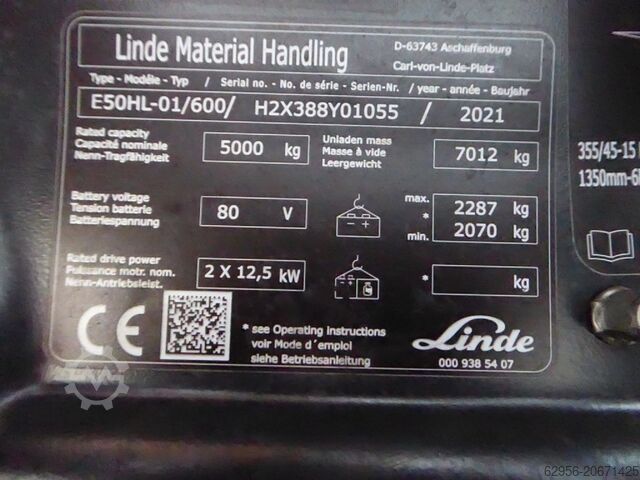 Linde Material Handling
D-63743 Aschaffenburg
Carl-von-Linde-Platz
Type - Modéle - Typ / Serial no. - No. de série - Serien-Nr. / year - année - Baujahr
E50HL-01/600/ H2X388Y01055 / 2021
Rated capacity
Capacité nominale
Nenn-Tragfähigkeit
5000 kg
Unladen mass
Masse à vide
Leergewicht
7012 kg
Battery voltage
Tension batterie
Batteriespannung
80 V
max. 2287 kg
*
min. 2070 kg
Rated drive power
Puissance motr. nom.
Nenn-Antriebsleist.
2 X 12,5 kW
* kg
CE
* see Operating instructions
voir Mode d´emploi
siehe Betriebsanleitung
Linde
000 938 54 07
355/45-15
1350mm-6
62956-20671425